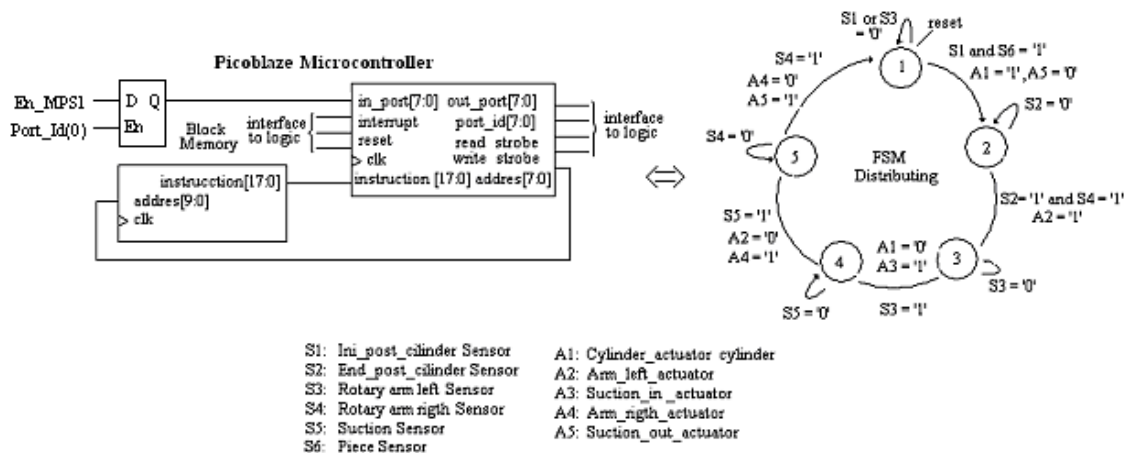 Picoblaze Microcontroller
En_MPS1
Port_Id(0)
D Q
En
Block
Memory
interface
to logic
in_port[7:0] out_port[7:0]
interrupt port_id[7:0]
reset read strobe
clk write strobe
instruction [17:0] addres[7:0]
interface
to logic
instrucction[17:0]
addres[9:0]
clk
S1 or S3
= '0'
reset
1
S1 and S6 = '1'
A1 = '1', A5 = '0'
S2 = '0'
2
S2= '1' and S4 = '1'
A2 = '1'
3
S3 = '0'
A1 = '0'
A3 = '1'
S3 = '1'
4
S5 = '0'
S5 = '1'
A2 = '0'
A4 = '1'
5
S4 = '0'
S4 = '1'
A4 = '0'
A5 = '1'
FSM
Distributing
S1: Ini_post_cilinder Sensor
S2: End_post_cilinder Sensor
S3: Rotary arm left Sensor
S4: Rotary arm rigth Sensor
S5: Suction Sensor
S6: Piece Sensor
A1: Cylinder_actuator cylinder
A2: Arm_left_actuator
A3: Suction_in _actuator
A4: Arm_rigth_actuator
A5: Suction_out_actuator